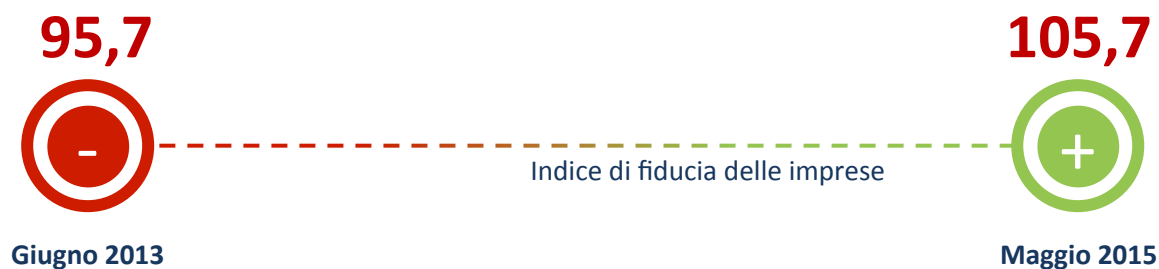 95,7
105,7
-
+
Indice di fiducia delle imprese
Giugno 2013
Maggio 2015